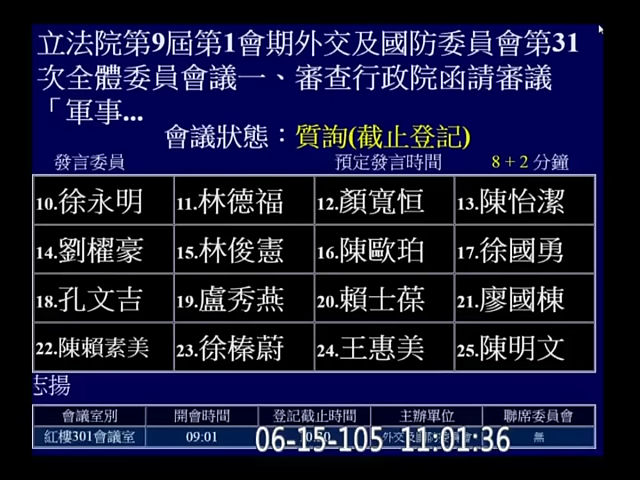 立法院第9屆第1會期外交及國防委員會第31
次全體委員會議一、審查行政院函請審議
「軍事...
會議狀態：質詢(截止登記)
發言委員 預定發言時間 8 + 2 分鐘
10.徐永明 11.林德福 12.顏寬恒 13.陳怡潔
14.劉櫂豪 15.林俊憲 16.陳歐珀 17.徐國勇
18.孔文吉 19.盧秀燕 20.賴士葆 21.廖國棟
22.陳賴素美 23.徐榛蔚 24.王惠美 25.陳明文
志揚
會議室別 開會時間 登記截止時間 主辦單位 聯席委員會
紅樓301會議室 09:01 外交及國防委員會 無
06-15-105 11:01:36